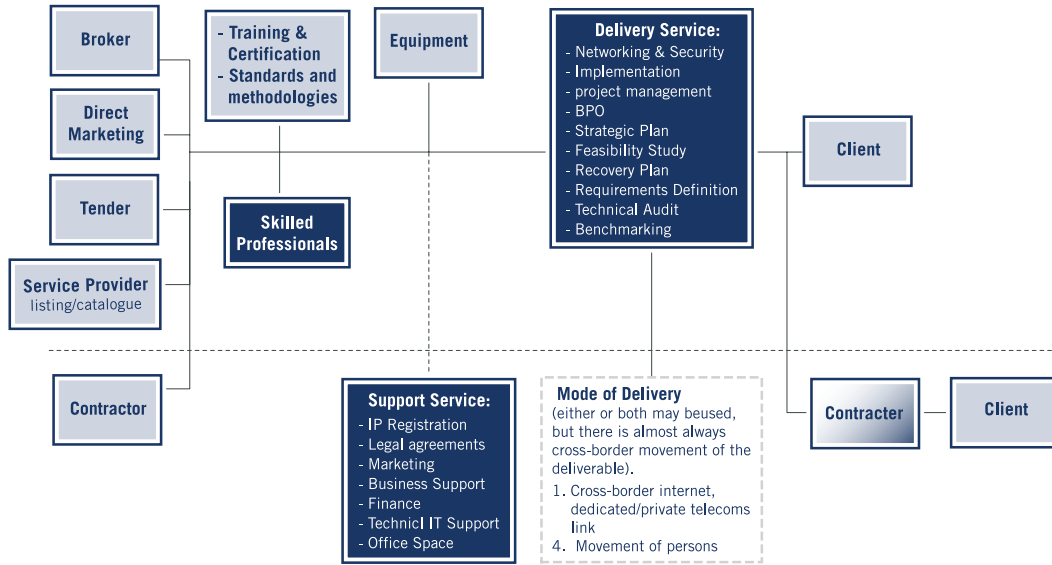 Broker
Direct
Marketing
Tender
Service Provider
listing/catalogue
Contractor
- Training &
Certification
- Standards and
methodologies
Skilled
Professionals
Equipment
Support Service:
- IP Registration
- Legal agreements
- Marketing
- Business Support
- Finance
- Technicl IT Support
- Office Space
Delivery Service:
- Networking & Security
- Implementation
- project management
- BPO
- Strategic Plan
- Feasibility Study
- Recovery Plan
- Requirements Definition
- Technical Audit
- Benchmarking
Mode of Delivery
(either or both may beused,
but there is almost always
cross-border movement of the
deliverable).
1. Cross-border internet,
dedicated/private telecoms
link
4. Movement of persons
Client
Contracter
Client